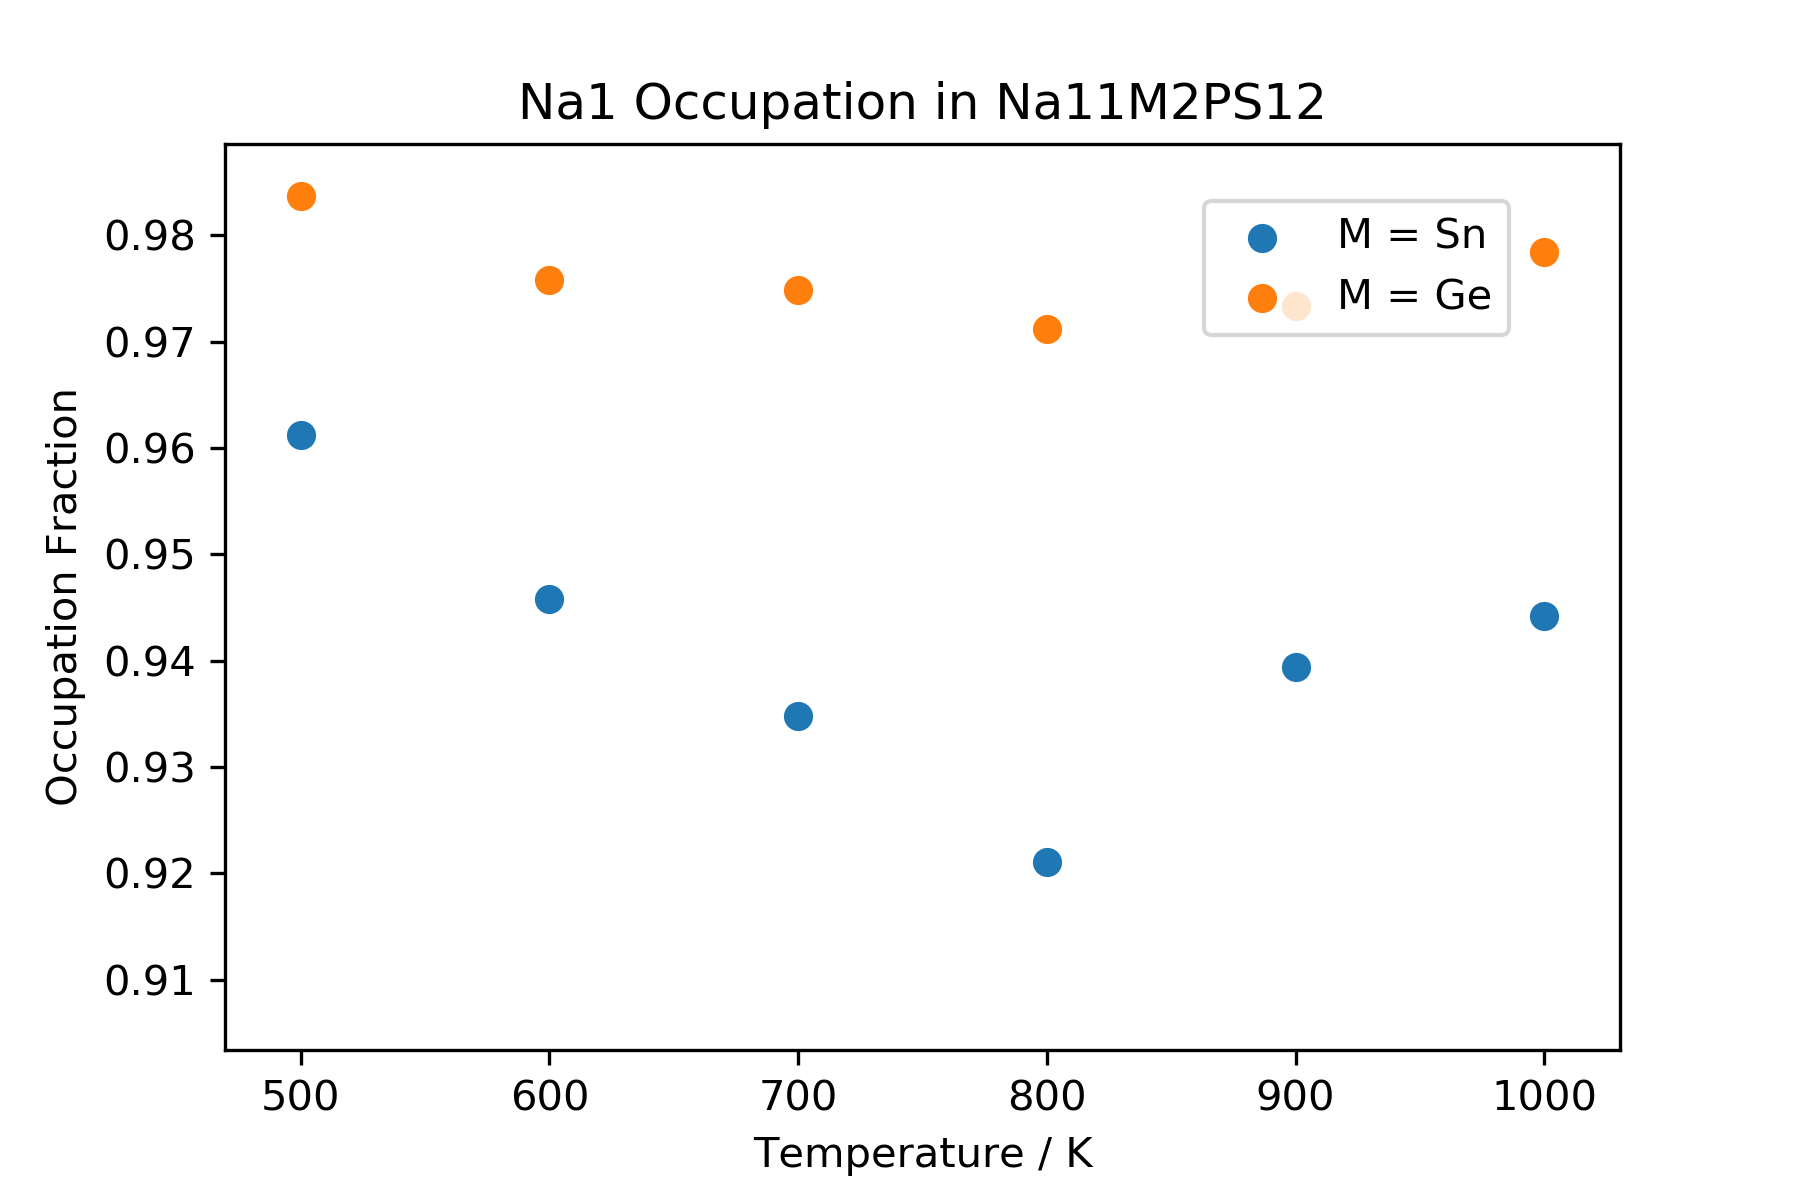 Na1 Occupation in Na11M2PS12
M = Sn
M = Ge
0.98
0.97
0.96
0.95
0.94
0.93
0.92
0.91
Occupation Fraction
500 600 700 800 900 1000
Temperature / K